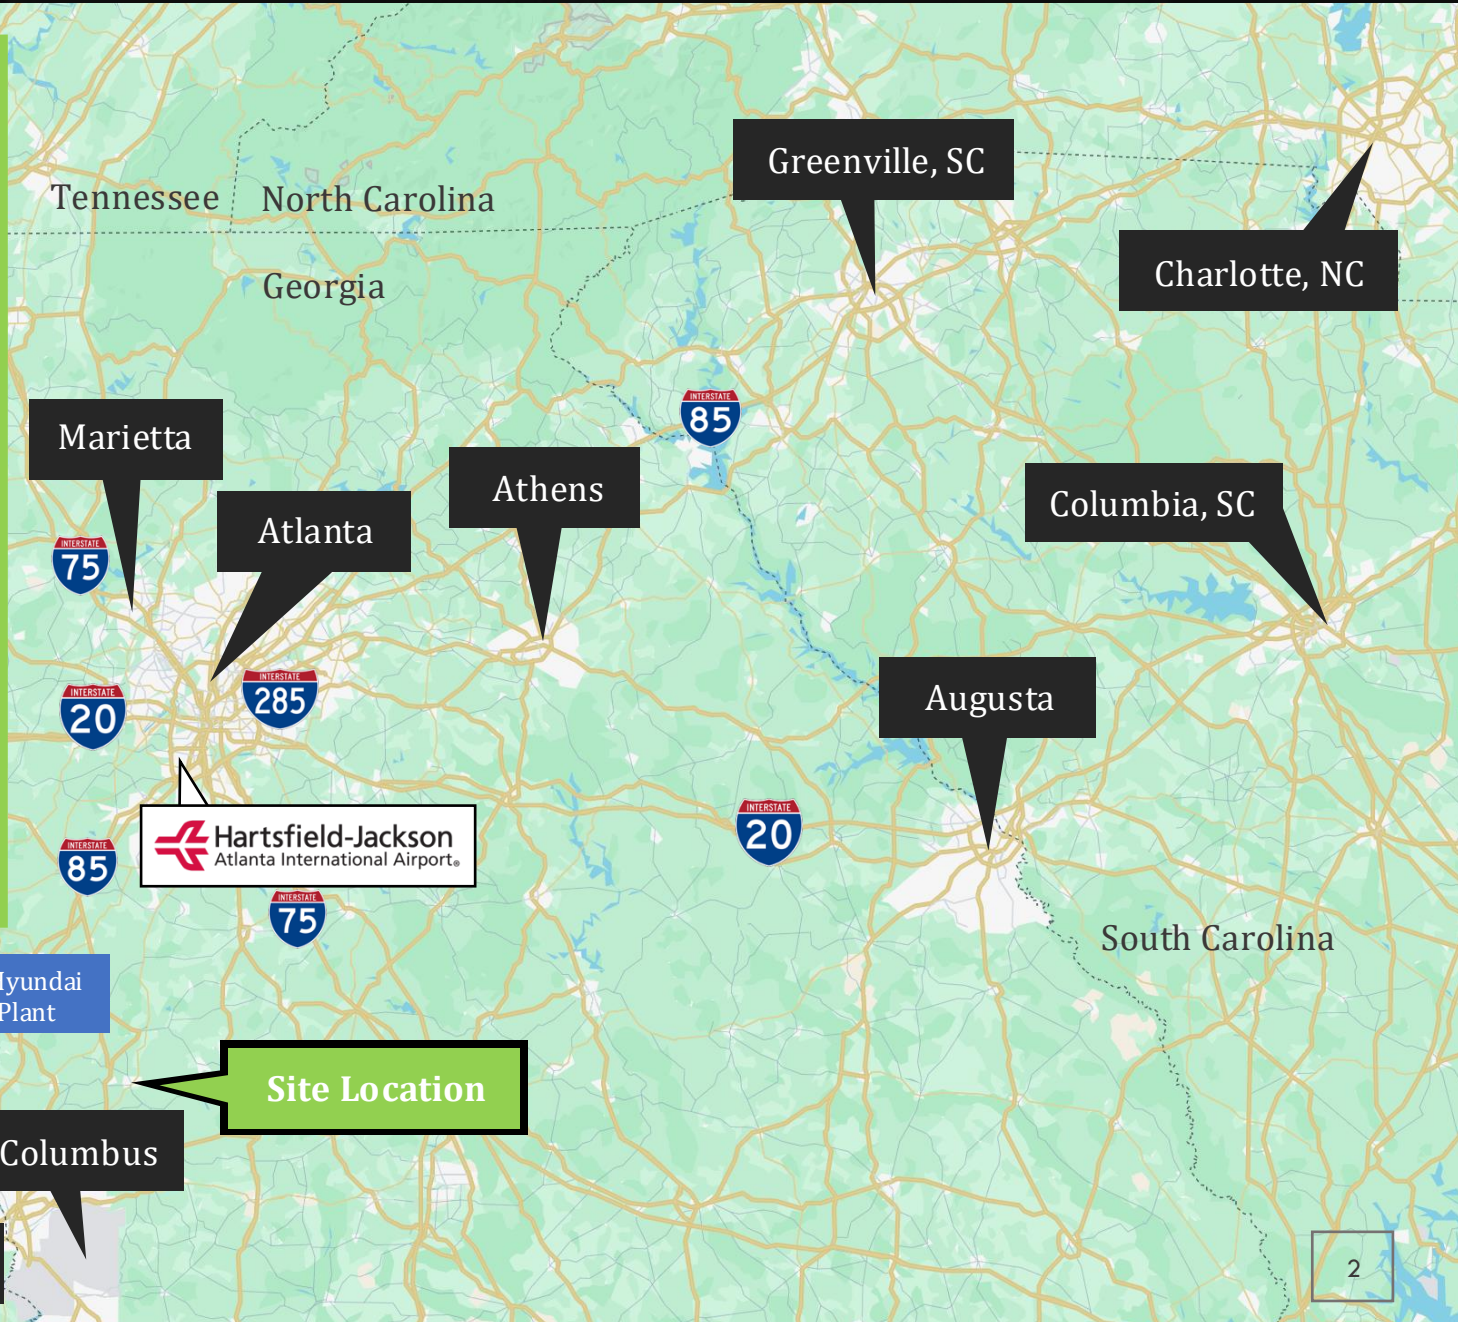 Greenville, SC
Tennessee
North Carolina
Charlotte, NC
Georgia
INTERSTATE
85
Marietta
Athens
Columbia, SC
Atlanta
INTERSTATE
75
INTERSTATE
20
INTERSTATE
285
Augusta
INTERSTATE
20
Hartsfield-Jackson
Atlanta International Airport®
INTERSTATE
85
INTERSTATE
75
South Carolina
yundai
Plant
Site Location
Columbus
2